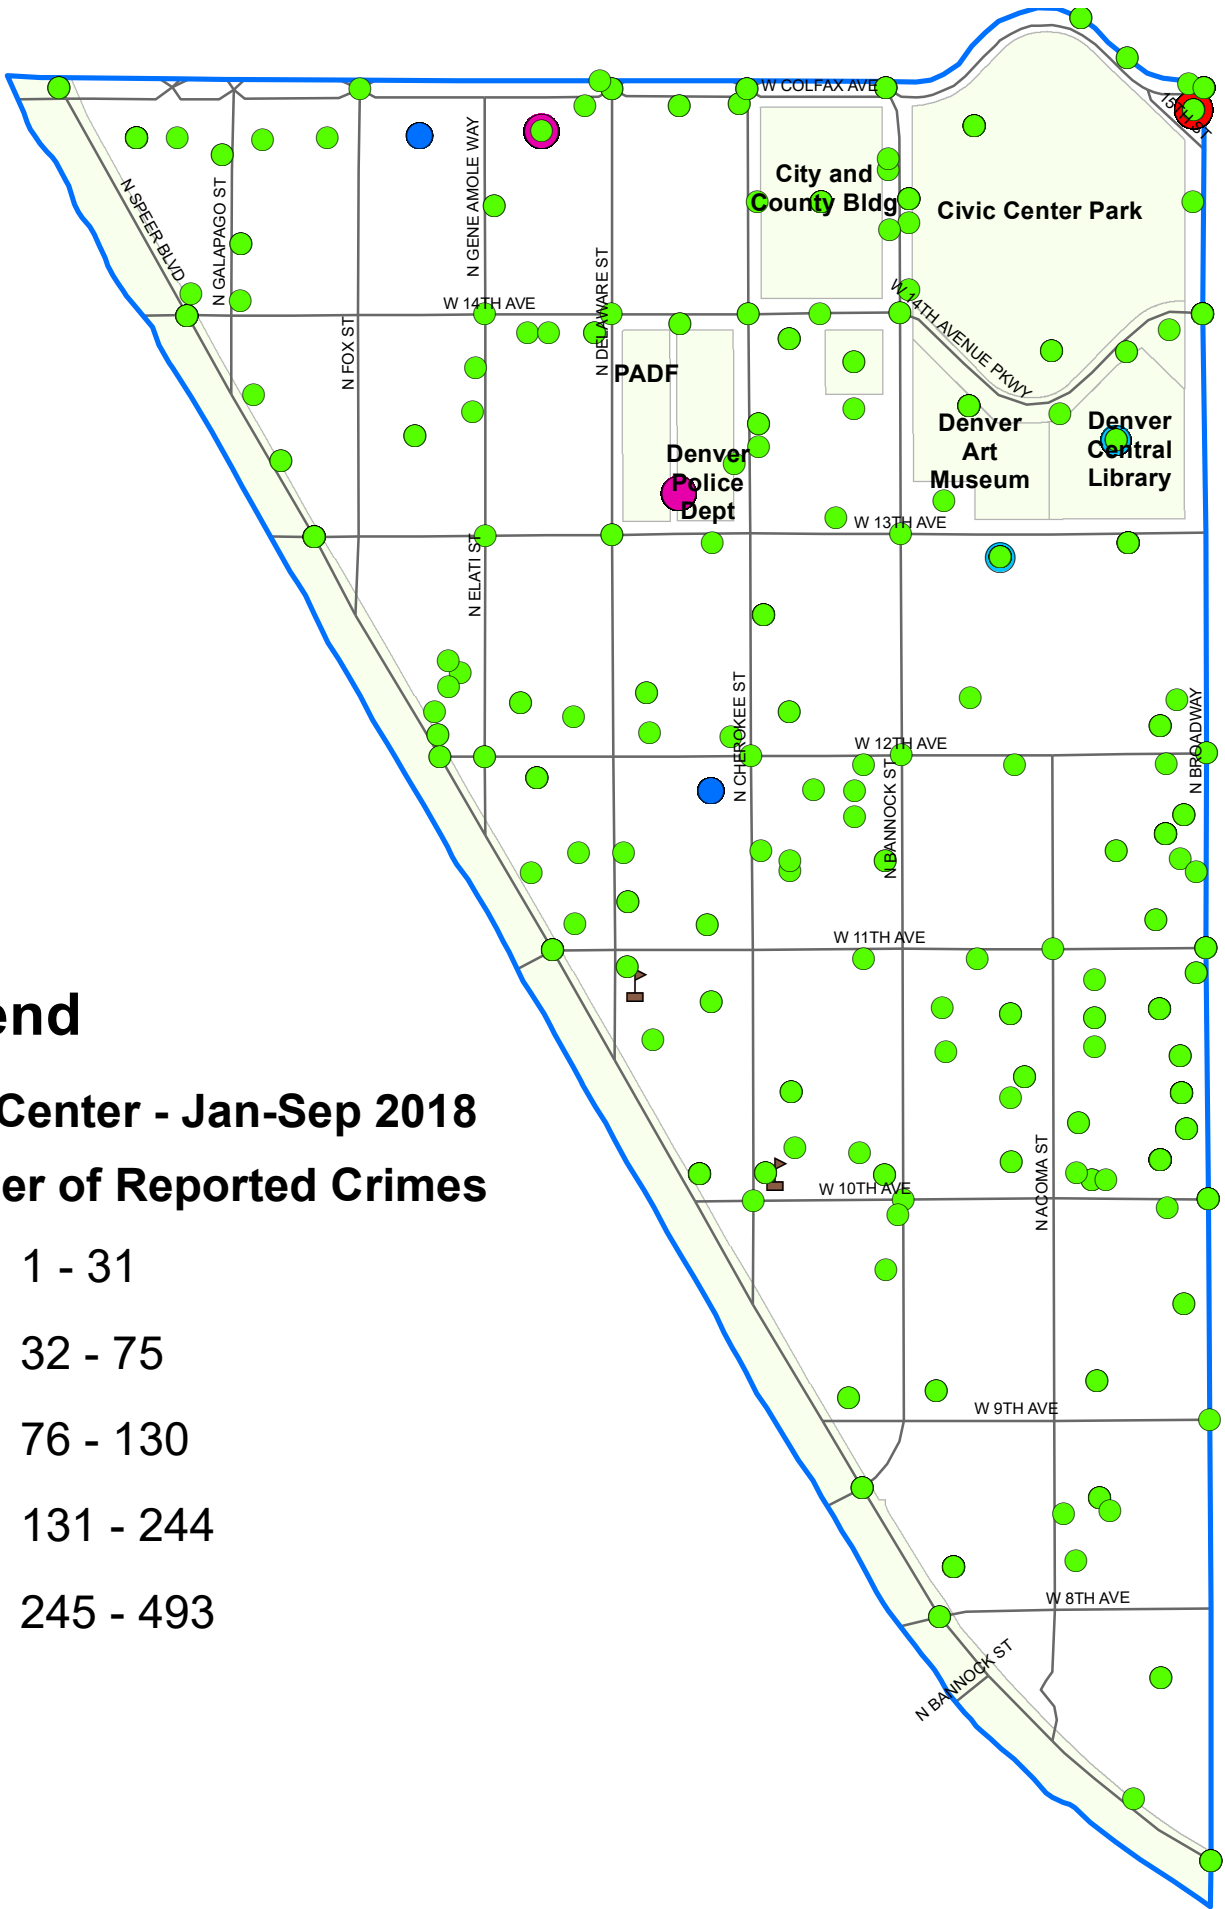 W COLFAX AVE
15TH ST
City and
County Bldg
Civic Center Park
N SPEER BLVD
N GALAPAGO ST
N GENE AMOLE WAY
N DELAWARE ST
W 14TH AVE
W 14TH AVENUE PKWY
N FOX ST
PADF
Denver
Police
Dept
Denver
Art
Museum
Denver
Central
Library
W 13TH AVE
N ELATI ST
N CHEROKEE ST
N BROADWAY
W 12TH AVE
N BANNOCK ST
W 11TH AVE
end
Center - Jan-Sep 2018
er of Reported Crimes
N ACOMA ST
W 10TH AVE
1 - 31
32 - 75
76 - 130
131 - 244
245 - 493
W 9TH AVE
W 8TH AVE
N BANNOCK ST